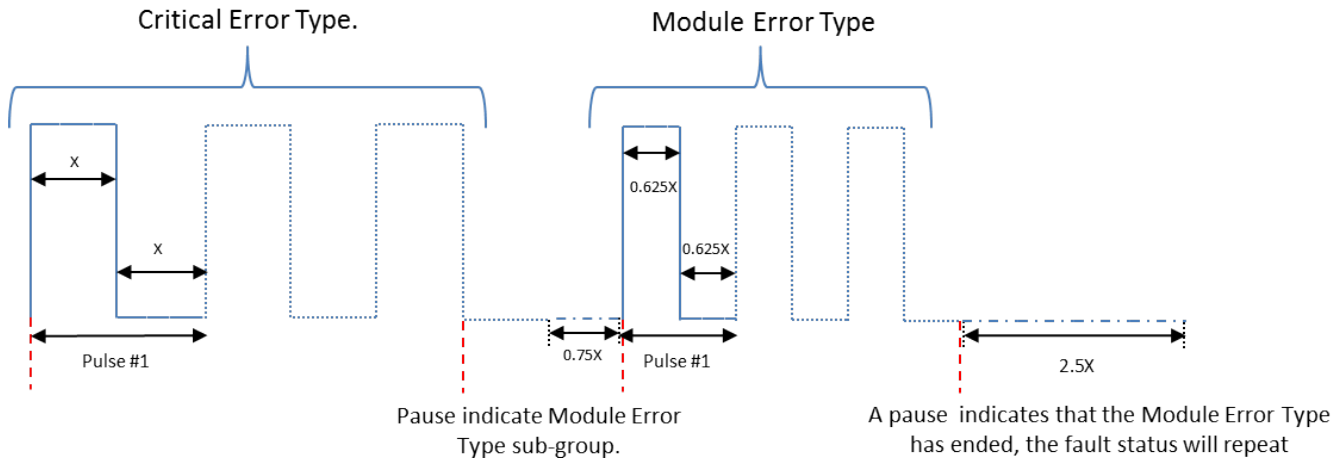 Critical Error Type.
Module Error Type
X
0.625X
X
0.625X
Pulse #1
0.75X
Pulse #1
2.5X
Pause indicate Module Error
Type sub-group.
A pause indicates that the Module Error Type
has ended, the fault status will repeat